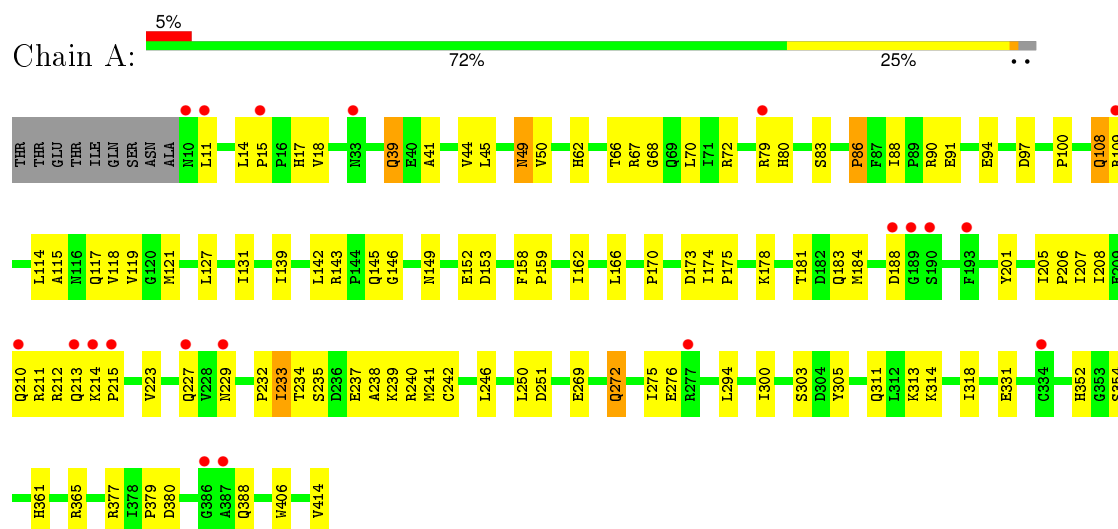 5%
Chain A:
72% 25% • •
THR THR GLU THR ILE GLN SER ASN ALA N10 L11 L14 P15 P16 H17 V18 N33 Q39 E40 A41 V44 L45 N49 V50 H62 T66 R67 G68 Q69 L70 I71 R72 R79 H80 S83 P86 F87 I88 P89 R90 E91 E94 D97 P100 Q108 R109
L114 A115 N116 Q117 V118 V119 G120 M121 L127 I131 I139 L142 R143 P144 Q145 G146 N149 E152 D153 F158 P159 I162 L166 P170 D173 I174 P175 K178 T181 D182 Q183 M184 D188 G189 S190 F193 Y201 I205 P206 I207 I208 E209
Q210 R211 R212 Q213 K214 P215 V223 Q227 V228 N229 P232 I233 T234 S235 D236 E237 A238 K239 R240 M241 C242 L246 L250 D251 E269 Q272 I275 E276 R277 L294 I300 S303 D304 Y305 Q311 L312 K313 K314 I318 E331 C334 H352 G353 S354
H361 R365 R377 I378 P379 D380 G386 A387 Q388 W406 V414